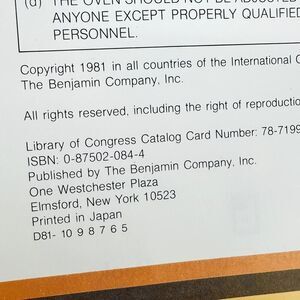 (d) THE OVEN SHOULD NOT BE ADJUSTED
ANYONE EXCEPT PROPERLY QUALIFIED
PERSONNEL.
Copyright 1981 in all countries of the International
The Benjamin Company, Inc.
All rights reserved, including the right of reproductio
Library of Congress Catalog Card Number: 78-7199
ISBN: 0-87502-084-4
Published by The Benjamin Company, Inc.
One Westchester Plaza
Elmsford, New York 10523
Printed in Japan
D81- 10 9 8 7 6 5